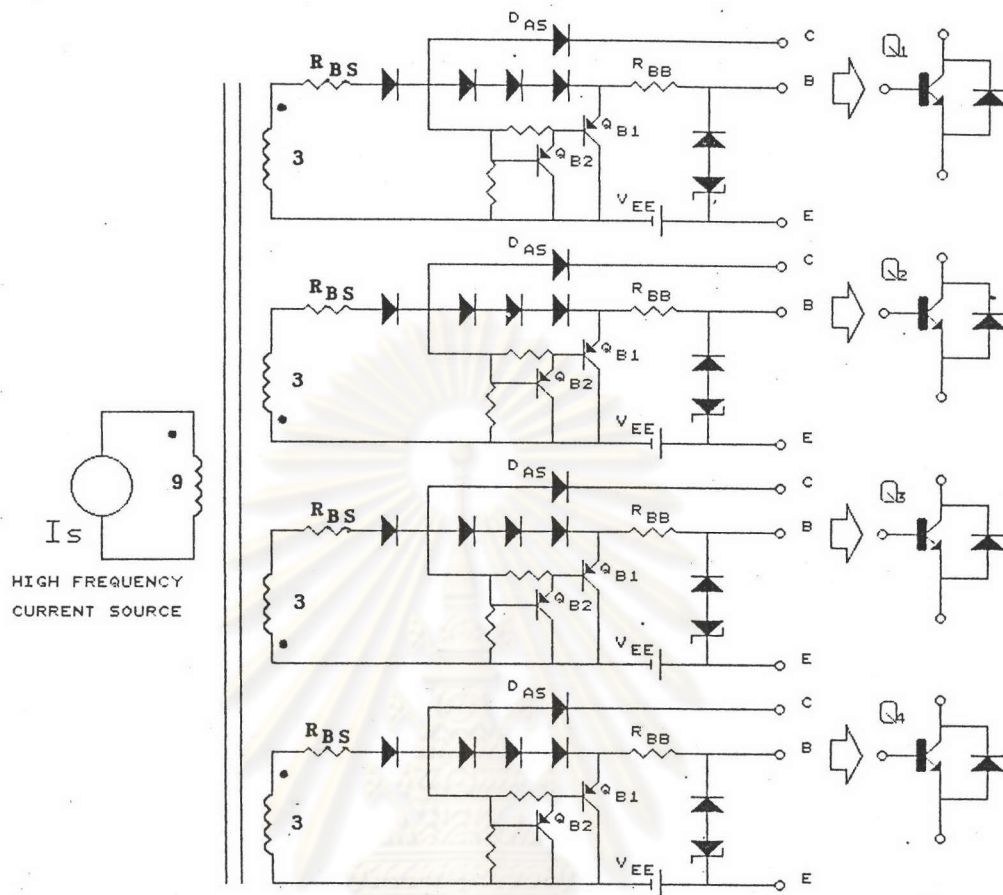 D AS
C
Q1
R BS
R BB
B
Q B1
3
Q B2
V EE
E
D AS
C
Q2
R BS
R BB
B
Q B1
3
Q B2
V EE
E
9
Is
HIGH FREQUENCY
CURRENT SOURCE
D AS
C
Q3
R BS
R BB
B
Q B1
3
Q B2
V EE
E
D AS
C
Q4
R BS
R BB
B
Q B1
3
Q B2
V EE
E